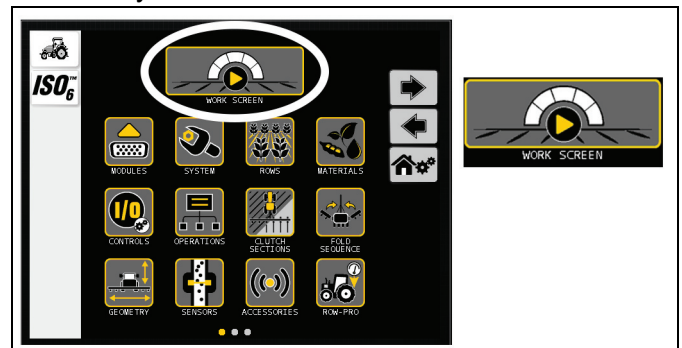 ISO6™
WORK SCREEN
MODULES SYSTEM ROWS MATERIALS
I/O
CONTROLS OPERATIONS CLUTCH SECTIONS FOLD SEQUENCE
GEOMETRY SENSORS ACCESSORIES ROW-PRO
WORK SCREEN